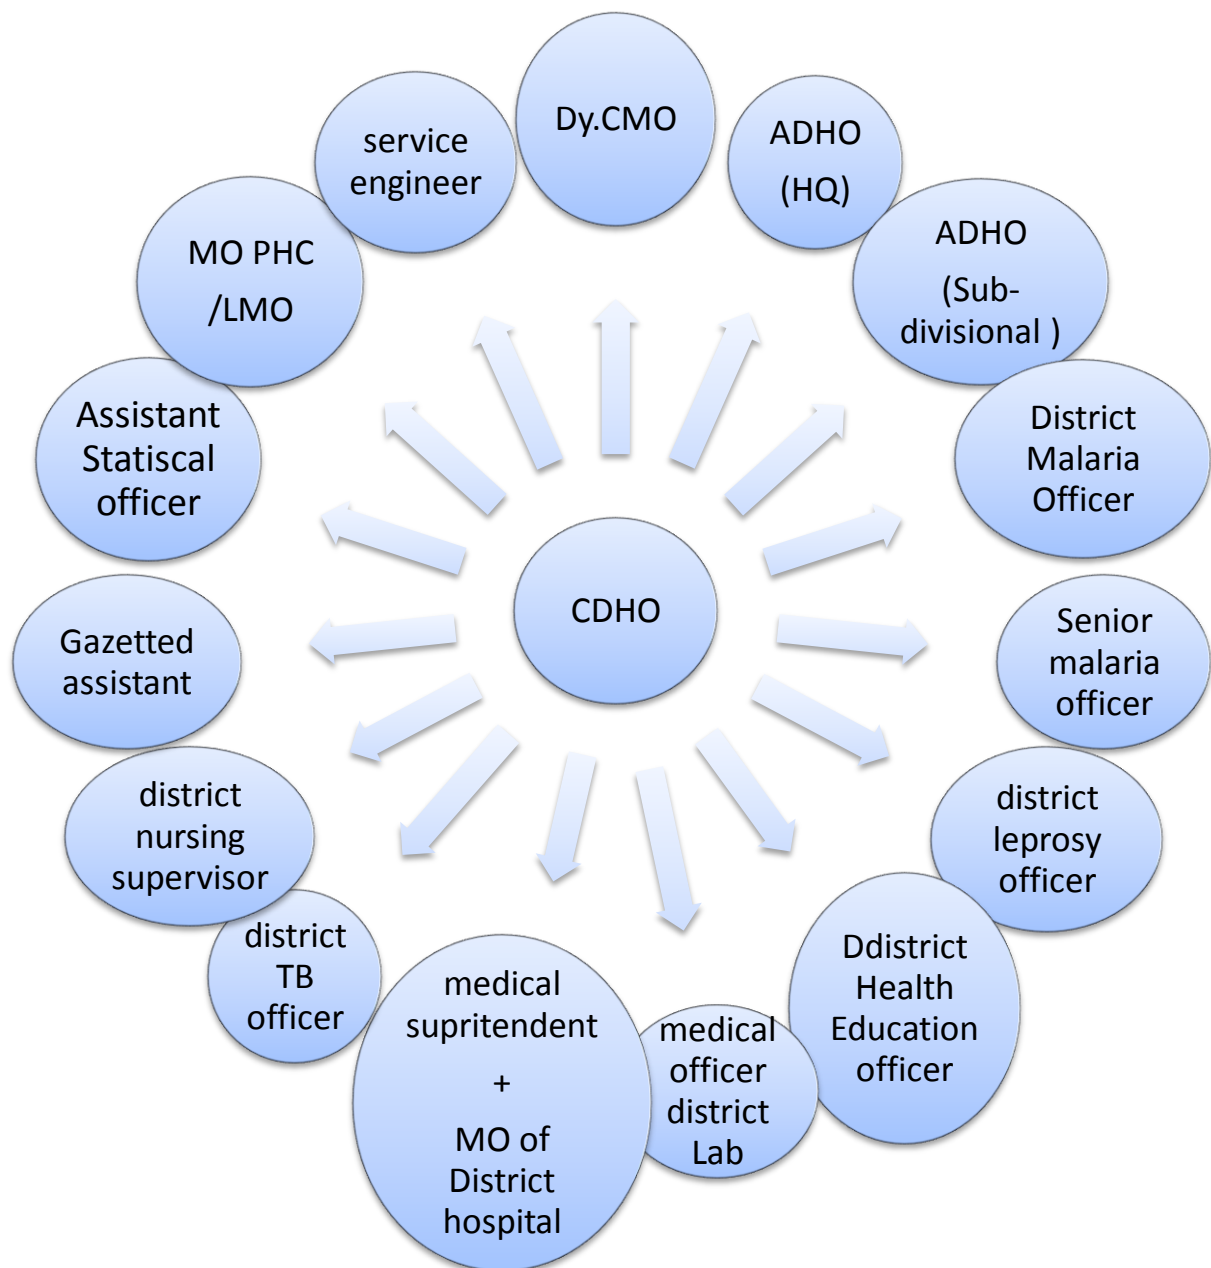 Dy.CMO
ADHO
(HQ)
ADHO
(Sub-
divisional )
District
Malaria
Officer
Senior
malaria
officer
district
leprosy
officer
Ddistrict
Health
Education
officer
medical
officer
district
Lab
medical
supritendent
+
MO of
District
hospital
district
TB
officer
district
nursing
supervisor
Gazetted
assistant
Assistant
Statiscal
officer
MO PHC
/LMO
service
engineer
CDHO